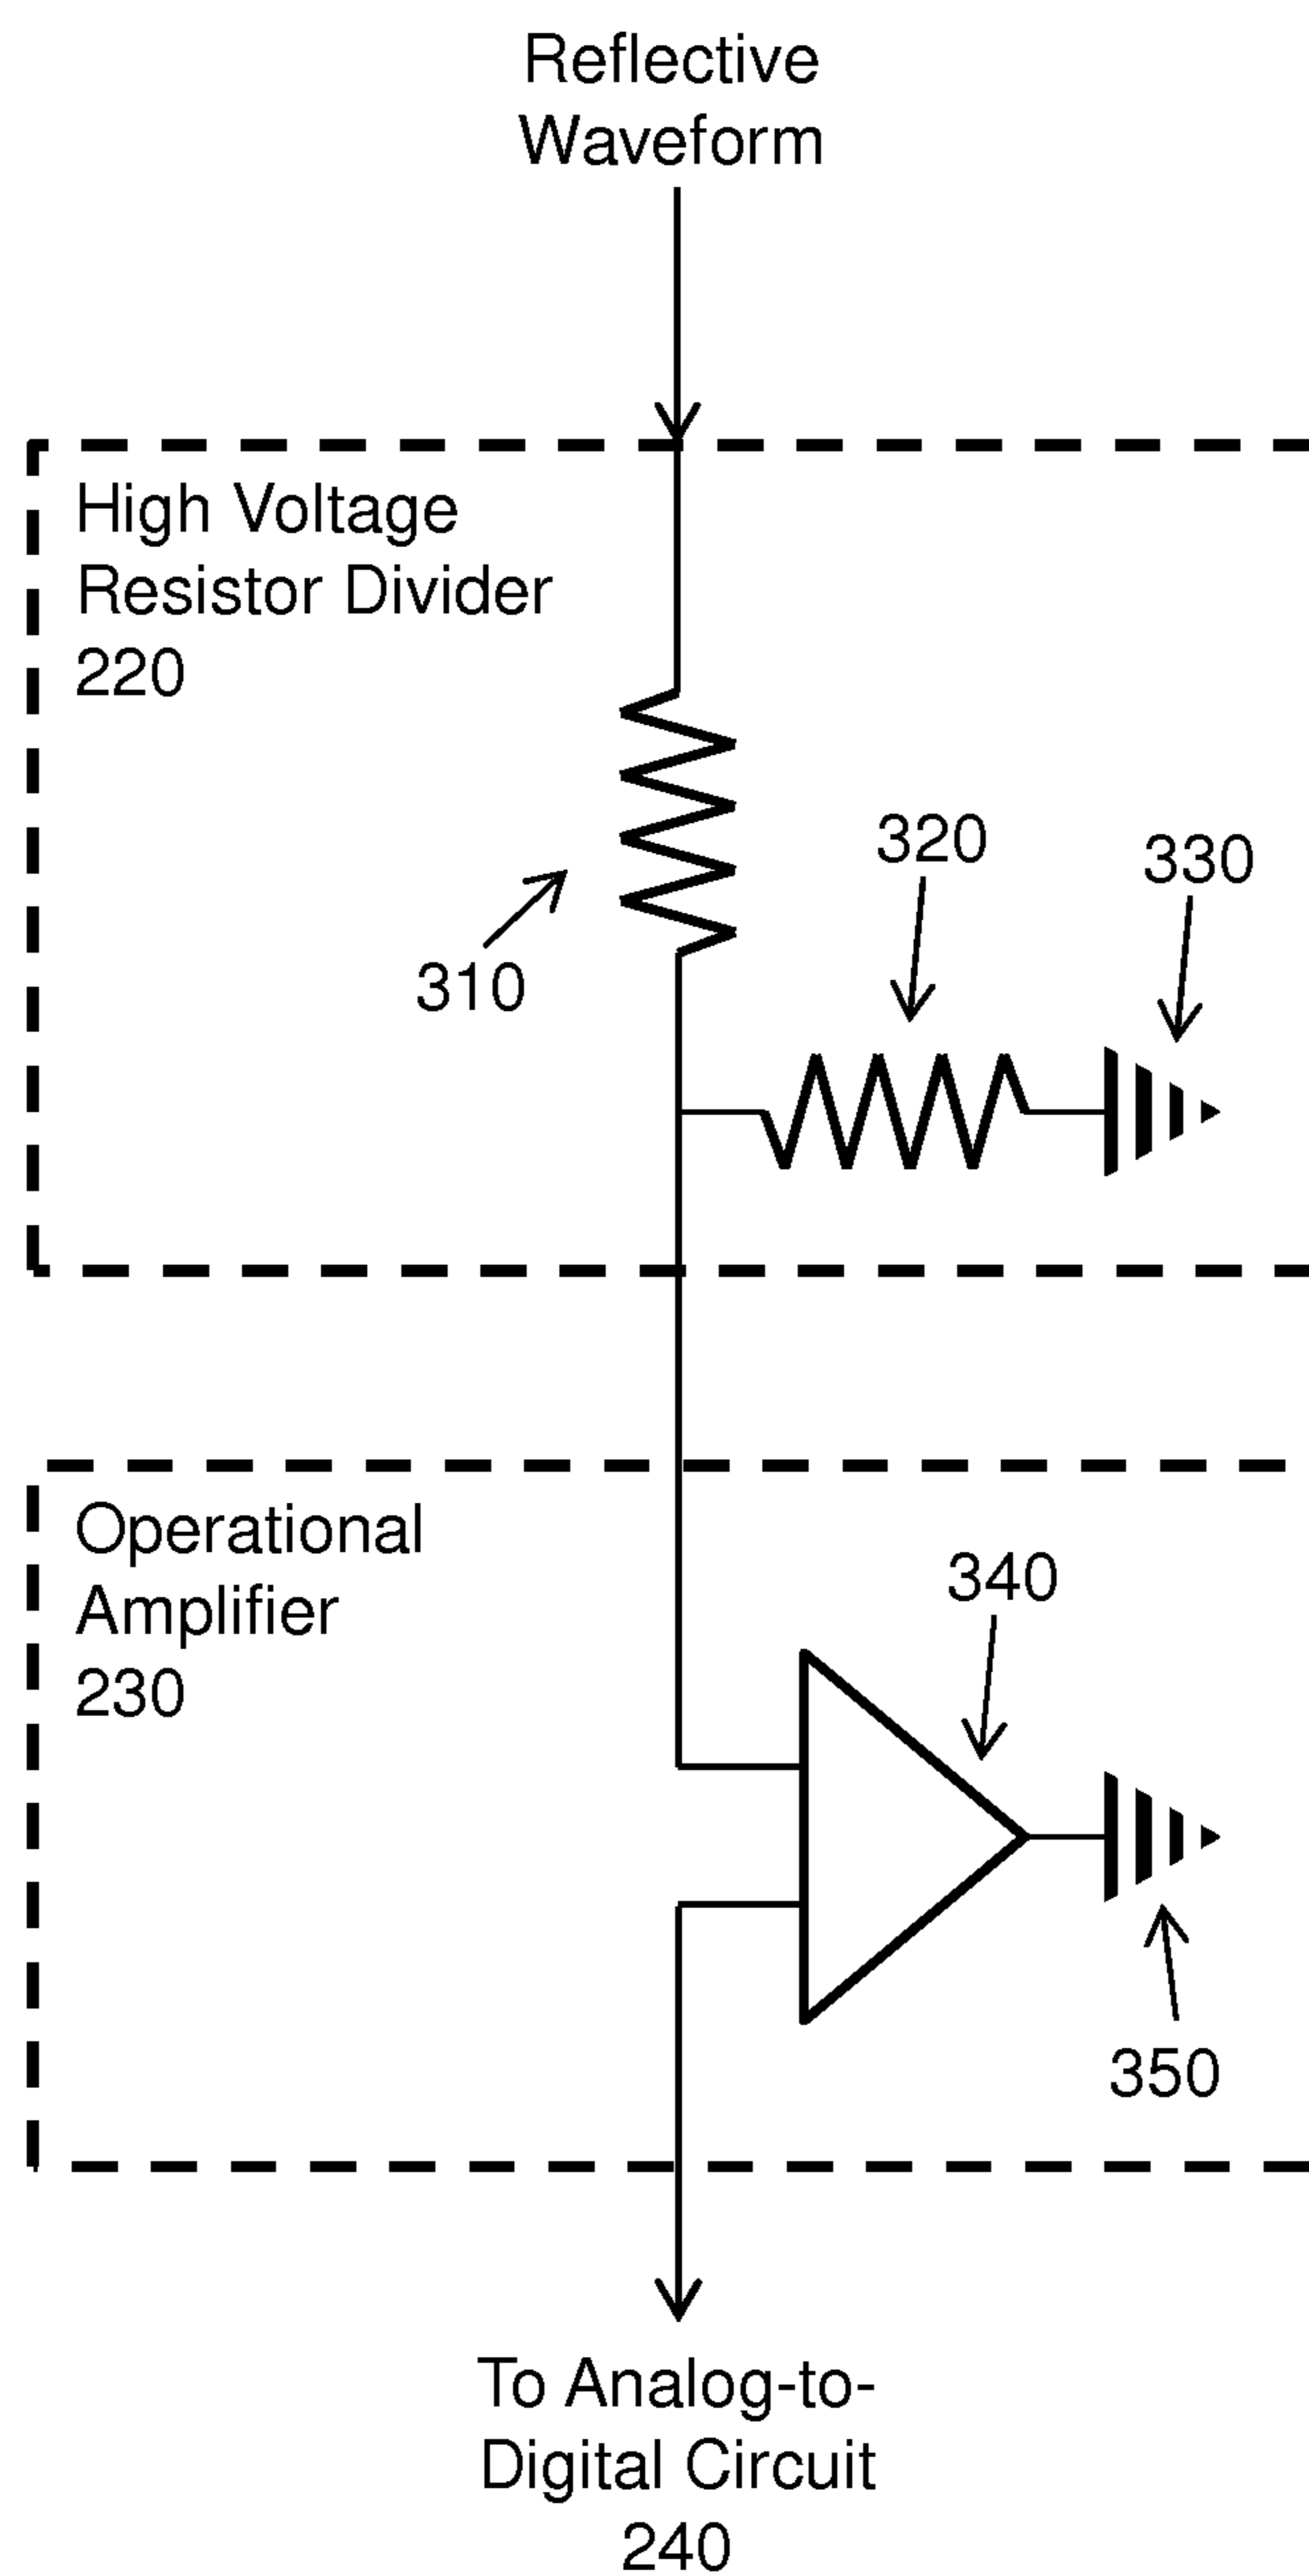 Reflective
Waveform
High Voltage
Resistor Divider
220
320
330
310
Operational
Amplifier
230
340
350
To Analog-to-
Digital Circuit
240